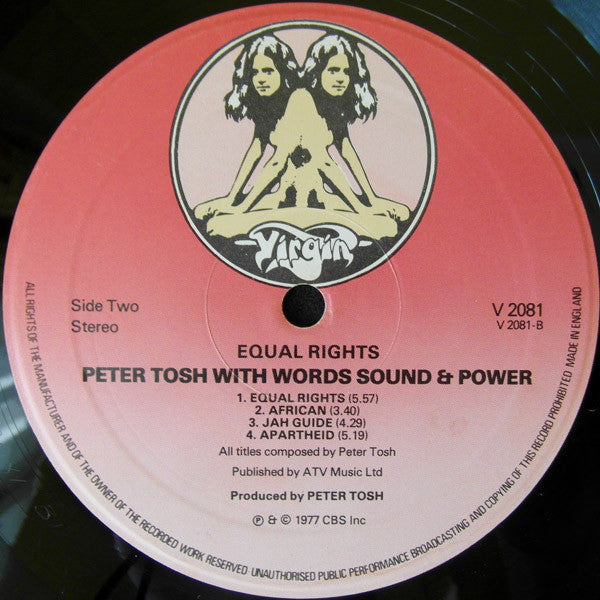 Virgin
Side Two
Stereo
V 2081
V 2081-B
EQUAL RIGHTS
PETER TOSH WITH WORDS SOUND & POWER
1. EQUAL RIGHTS (5.57)
2. AFRICAN (3.40)
3. JAH GUIDE (4.29)
4. APARTHEID (5.19)
All titles composed by Peter Tosh
Published by ATV Music Ltd
Produced by PETER TOSH
℗ & © 1977 CBS Inc
ALL RIGHTS OF THE MANUFACTURER AND OF THE OWNER OF THE RECORDED WORK RESERVED · UNAUTHORISED PUBLIC PERFORMANCE BROADCASTING AND COPYING OF THIS RECORD PROHIBITED MADE IN ENGLAND